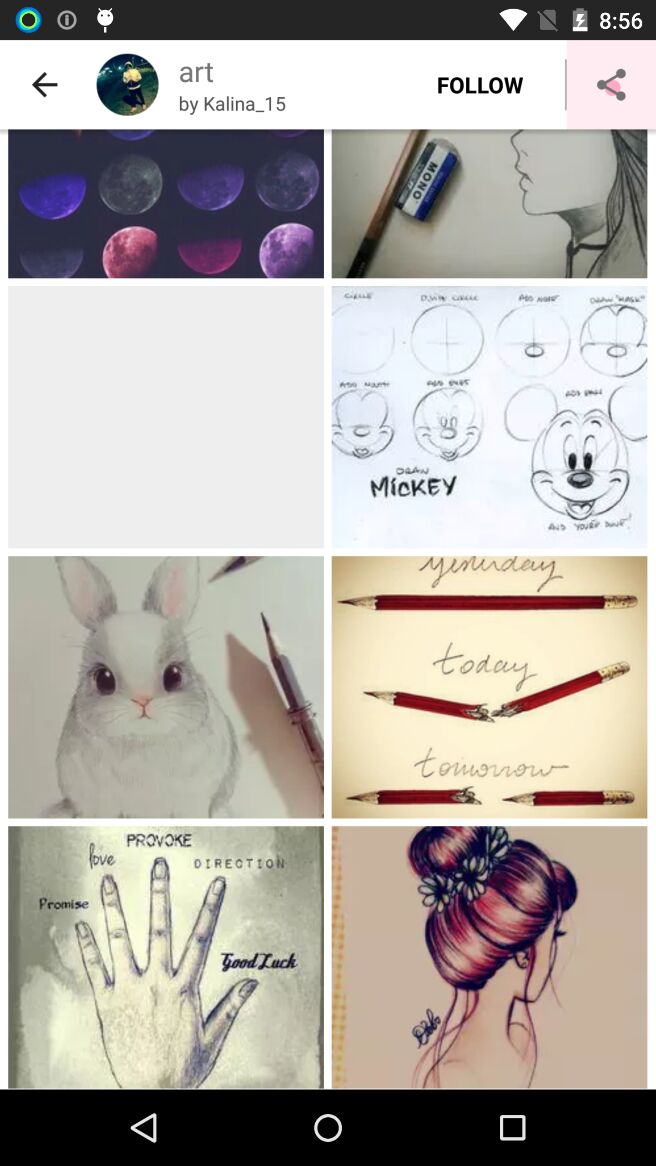 8:56
art
by Kalina_15
FOLLOW
MONO
CIRCLE
DIVIDE CIRCLE
ADD NOSE
DRAW "MASK"
ADD MOUTH
ADD EYES
ADD EARS
DRAW
MICKEY
AND YOU'RE DONE!
yesterday
today
tomorrow
PROVOKE
love
DIRECTION
Promise
Good Luck